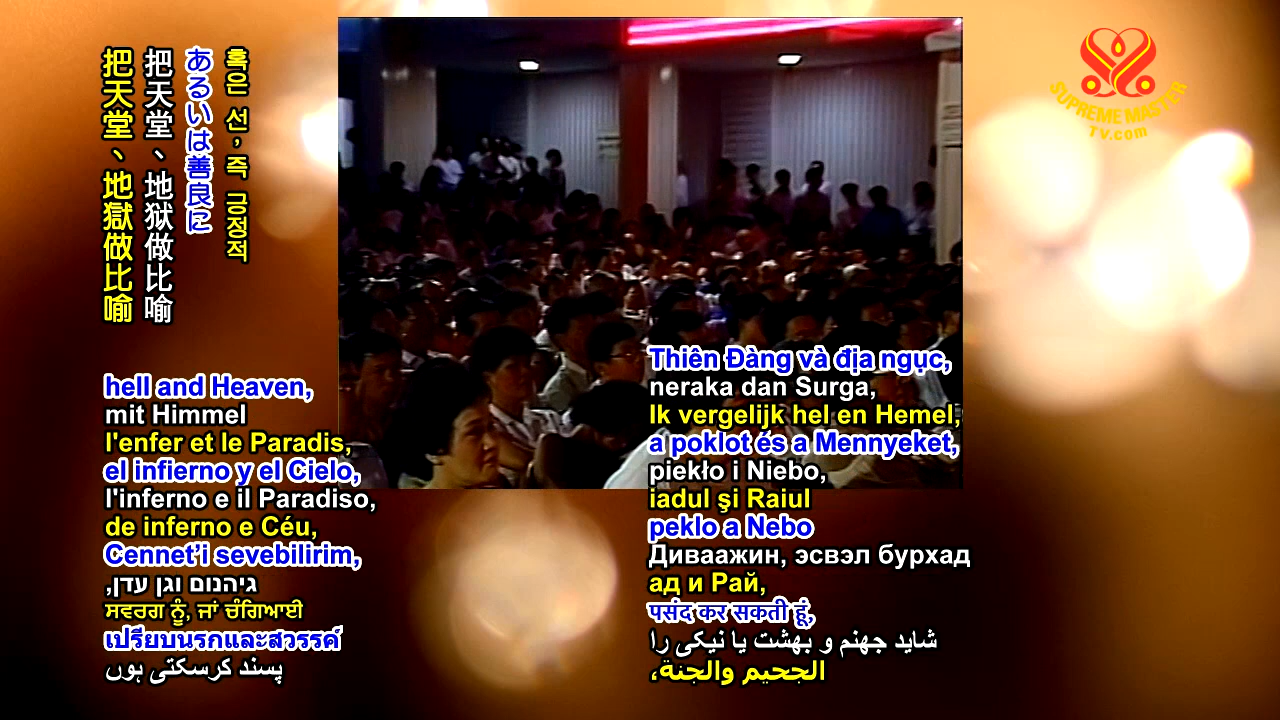 혹은 선, 즉 긍정적
あるいは善良に
把天堂、地狱做比喻
把天堂、地獄做比喻
SUPREME MASTER
TV.com
hell and Heaven,
mit Himmel
l'enfer et le Paradis,
el infierno y el Cielo,
l'inferno e il Paradiso,
de inferno e Céu,
Cennet'i sevebilirim,
גיהנום וגן עדן,
ਸਵਰਗ ਨੂੰ, ਜਾਂ ਚੰਗਿਆਈ
เปรียบนรกและสวรรค์
پسند کرسکتی ہوں
Thiên Đàng và địa ngục,
neraka dan Surga,
Ik vergelijk hel en Hemel,
a poklot és a Mennyeket,
piekło i Niebo,
iadul şi Raiul
peklo a Nebo
Диваажин, эсвэл бурхад
ад и Рай,
पसंद कर सकती हूं,
شاید جهنم و بهشت یا نیکی را
الجحيم والجنة،